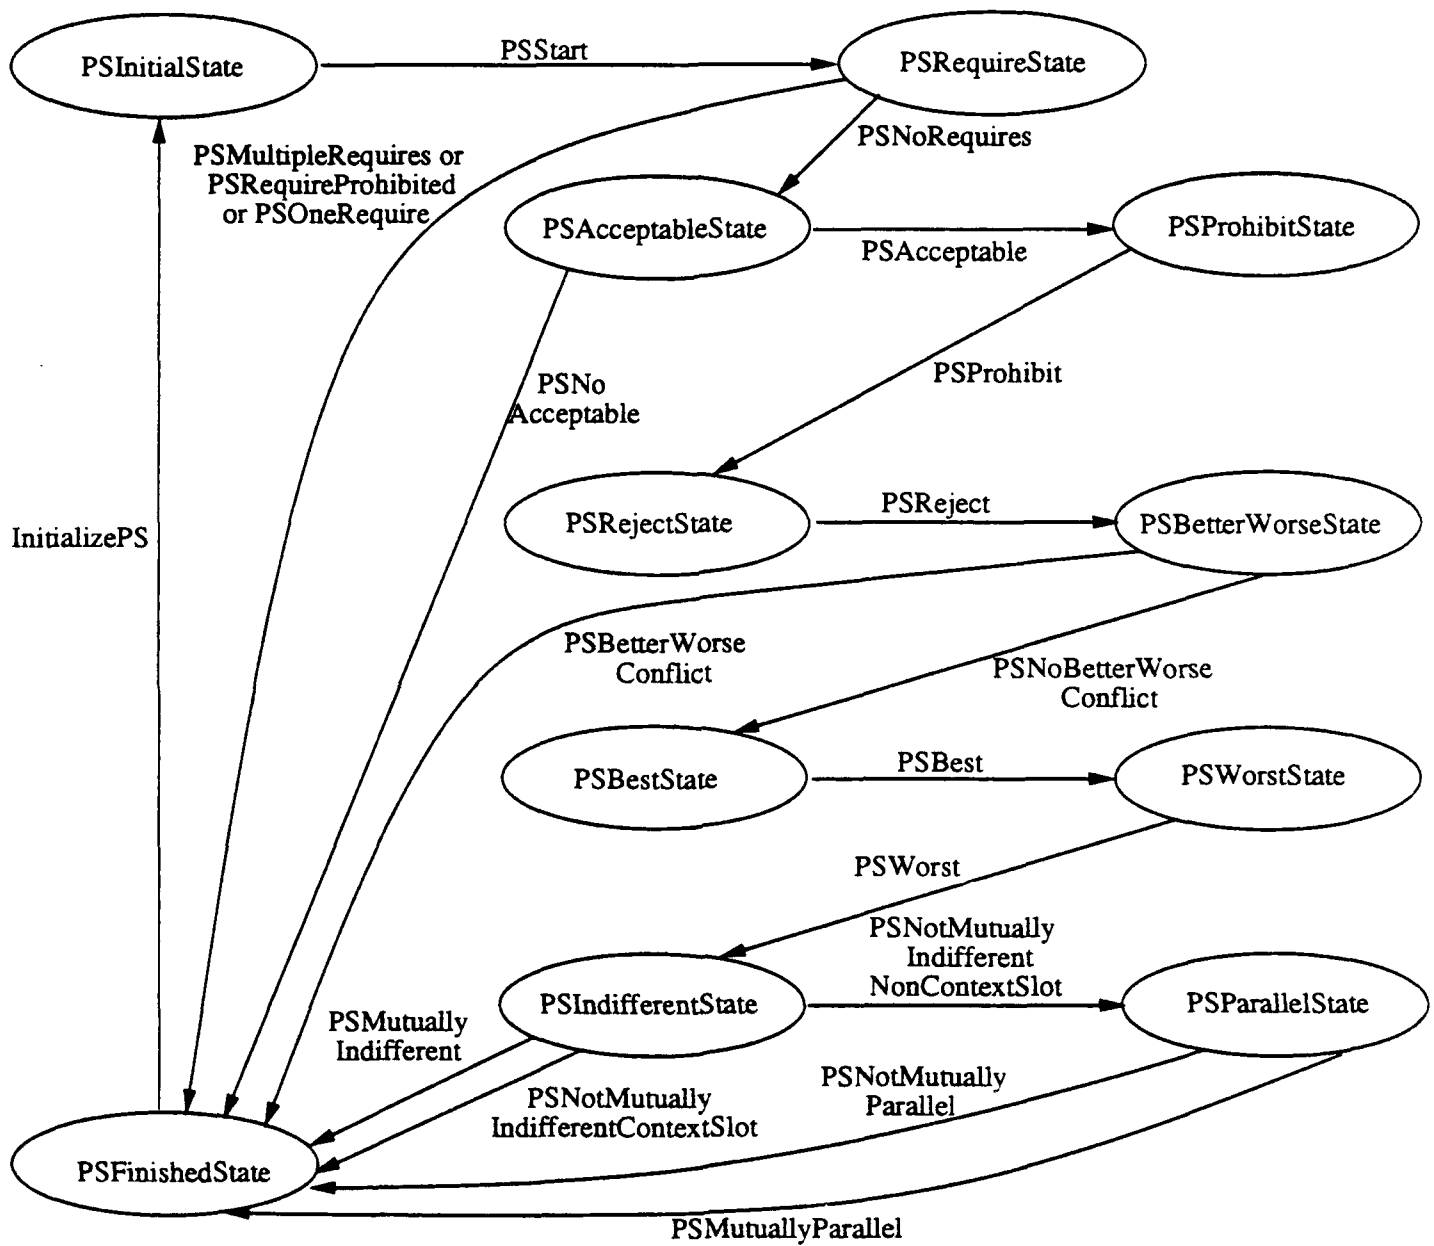 PSInitialState
PSStart
PSRequireState
PSMultipleRequires or
PSRequireProhibited
or PSOneRequire
PSNoRequires
PSAcceptableState
PSAcceptable
PSProhibitState
PSNo
Acceptable
PSProhibit
InitializePS
PSRejectState
PSReject
PSBetterWorseState
PSBetterWorse
Conflict
PSNoBetterWorse
Conflict
PSBestState
PSBest
PSWorstState
PSWorst
PSIndifferentState
PSNotMutually
Indifferent
NonContextSlot
PSParallelState
PSMutually
Indifferent
PSNotMutually
IndifferentContextSlot
PSNotMutually
Parallel
PSFinishedState
PSMutuallyParallel